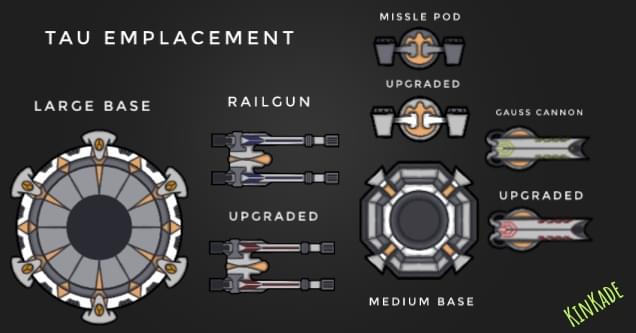 TAU EMPLACEMENT
MISSLE POD
UPGRADED
LARGE BASE
RAILGUN
GAUSS CANNON
UPGRADED
UPGRADED
MEDIUM BASE
KINKADE